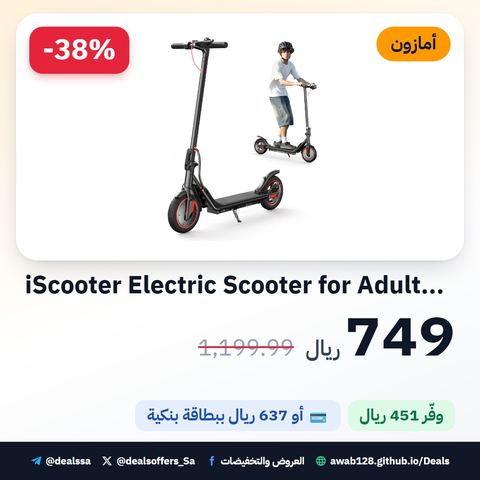 -38%
أمازون
iScooter Electric Scooter for Adult...
749 ريال 1,199.99
وفّر 451 ريال
أو 637 ريال ببطاقة بنكية
@dealssa @dealsoffers_Sa العروض والتخفيضات awab128.github.io/Deals